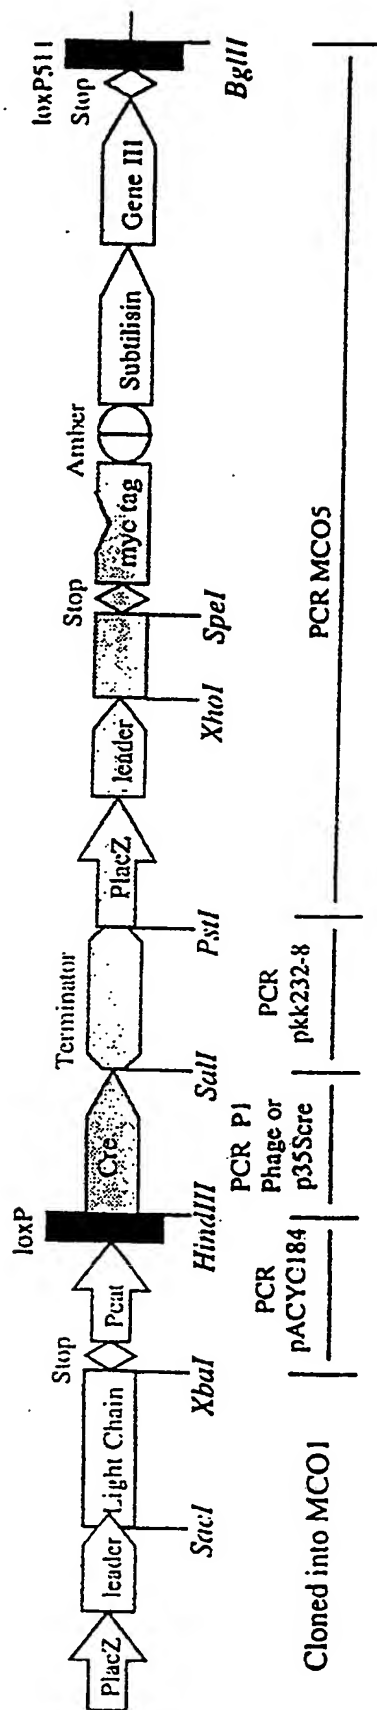 loxP511
Stop
Gene III
BglII
Subtilisin
Amber
myc tag
Stop
SpeI
XhoI
leader
PlacZ
PstI
Terminator
SalI
Cre
loxP
HindIII
Pcat
Stop
XbaI
Light Chain
SacI
leader
PlacZ
PCR MCO5
PCR
pkk232-8
PCR P1
Phage or
p35Scre
PCR
pACYC184
Cloned into MCO1